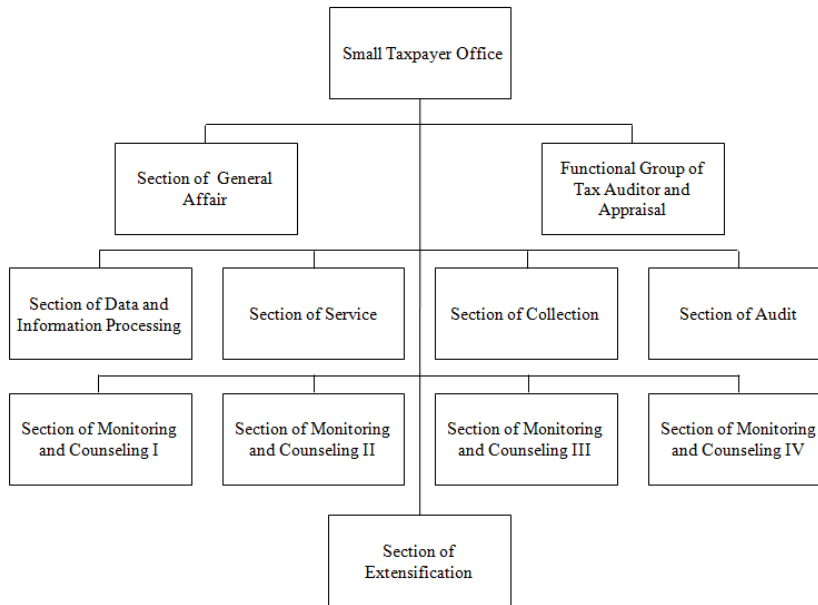 Small Taxpayer Office
Section of General
Affair
Functional Group of
Tax Auditor and
Appraisal
Section of Data and
Information Processing
Section of Service
Section of Collection
Section of Audit
Section of Monitoring
and Counseling I
Section of Monitoring
and Counseling II
Section of Monitoring
and Counseling III
Section of Monitoring
and Counseling IV
Section of
Extensification